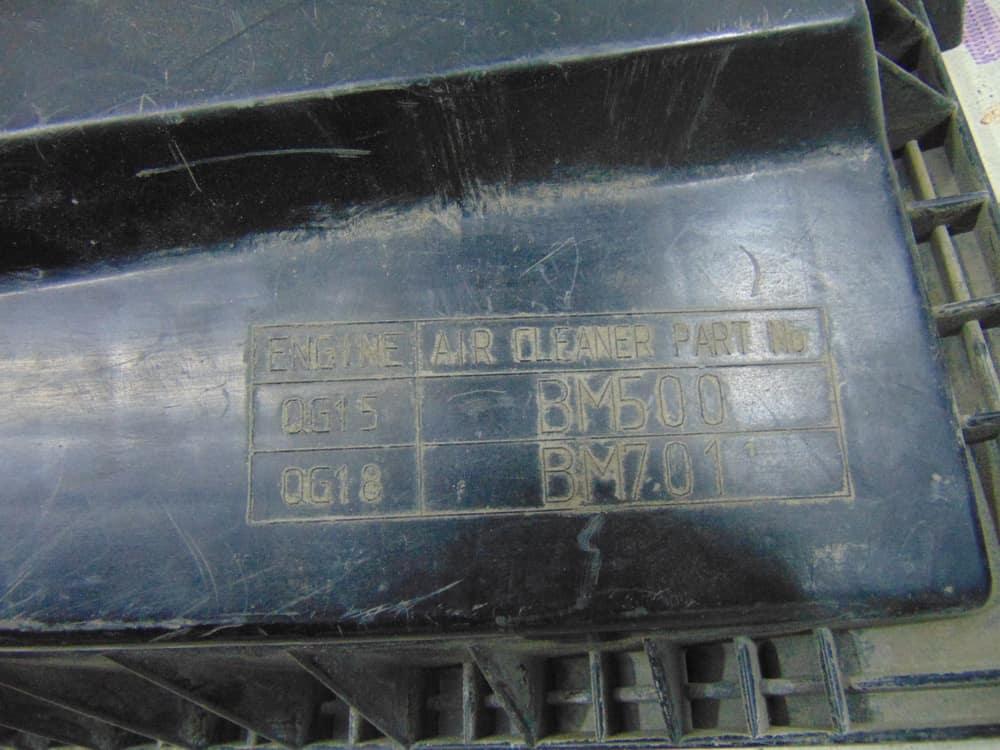 ENGINE AIR CLEANER PART No
QG15 BM500
QG18 BM701